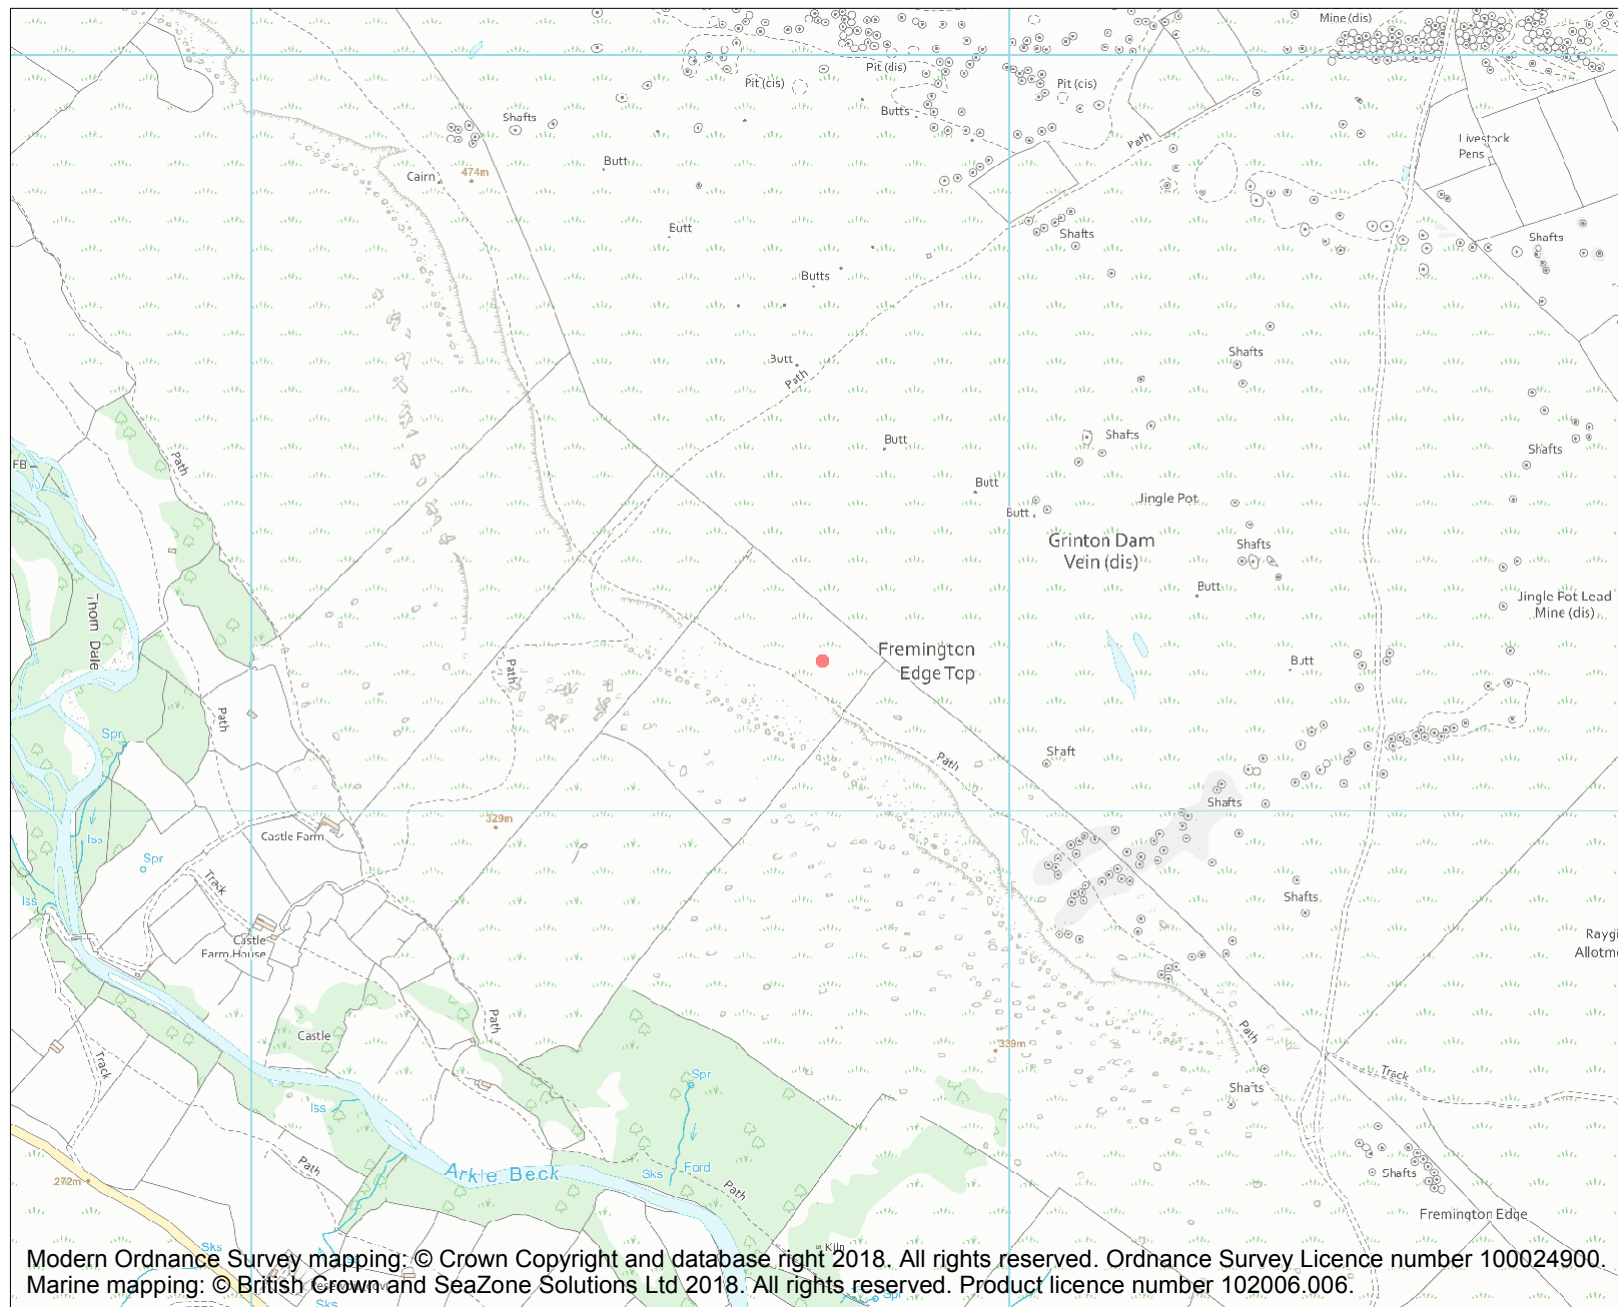 Mine (dis)
Pit (dis)
Pit (cis)
Pit (cis)
Butts
Shafts
Path
Livestock
Pens
Butt
Cairn
474m
Butt
Shafts
Shafts
Butts
Shafts
Butt
Path
Shafts
Butt
Shafts
Path
FB
Butt
Jingle Pot
Butt
Grinton Dam
Vein (dis)
Shafts
Butt
Jingle Pot Lead
Mine (dis)
Thorn Dale
Fremington
Edge Top
Butt
Path
Path
Spr
Shaft
Path
Shafts
329m
Castle Farm
Iss
Spr
Track
Iss
Shafts
Castle
Farm House
Raygi
Allotm
Path
Castle
Path
339m
Track
Spr
Track
Shafts
Iss
Arkle Beck
Sks
Ford
Path
Path
Shafts
272m
Fremington Edge
Kiln
Sks
Modern Ordnance Survey mapping: © Crown Copyright and database right 2018. All rights reserved. Ordnance Survey Licence number 100024900.
Marine mapping: © British Crown and SeaZone Solutions Ltd 2018. All rights reserved. Product licence number 102006.006.
Spr
Sks